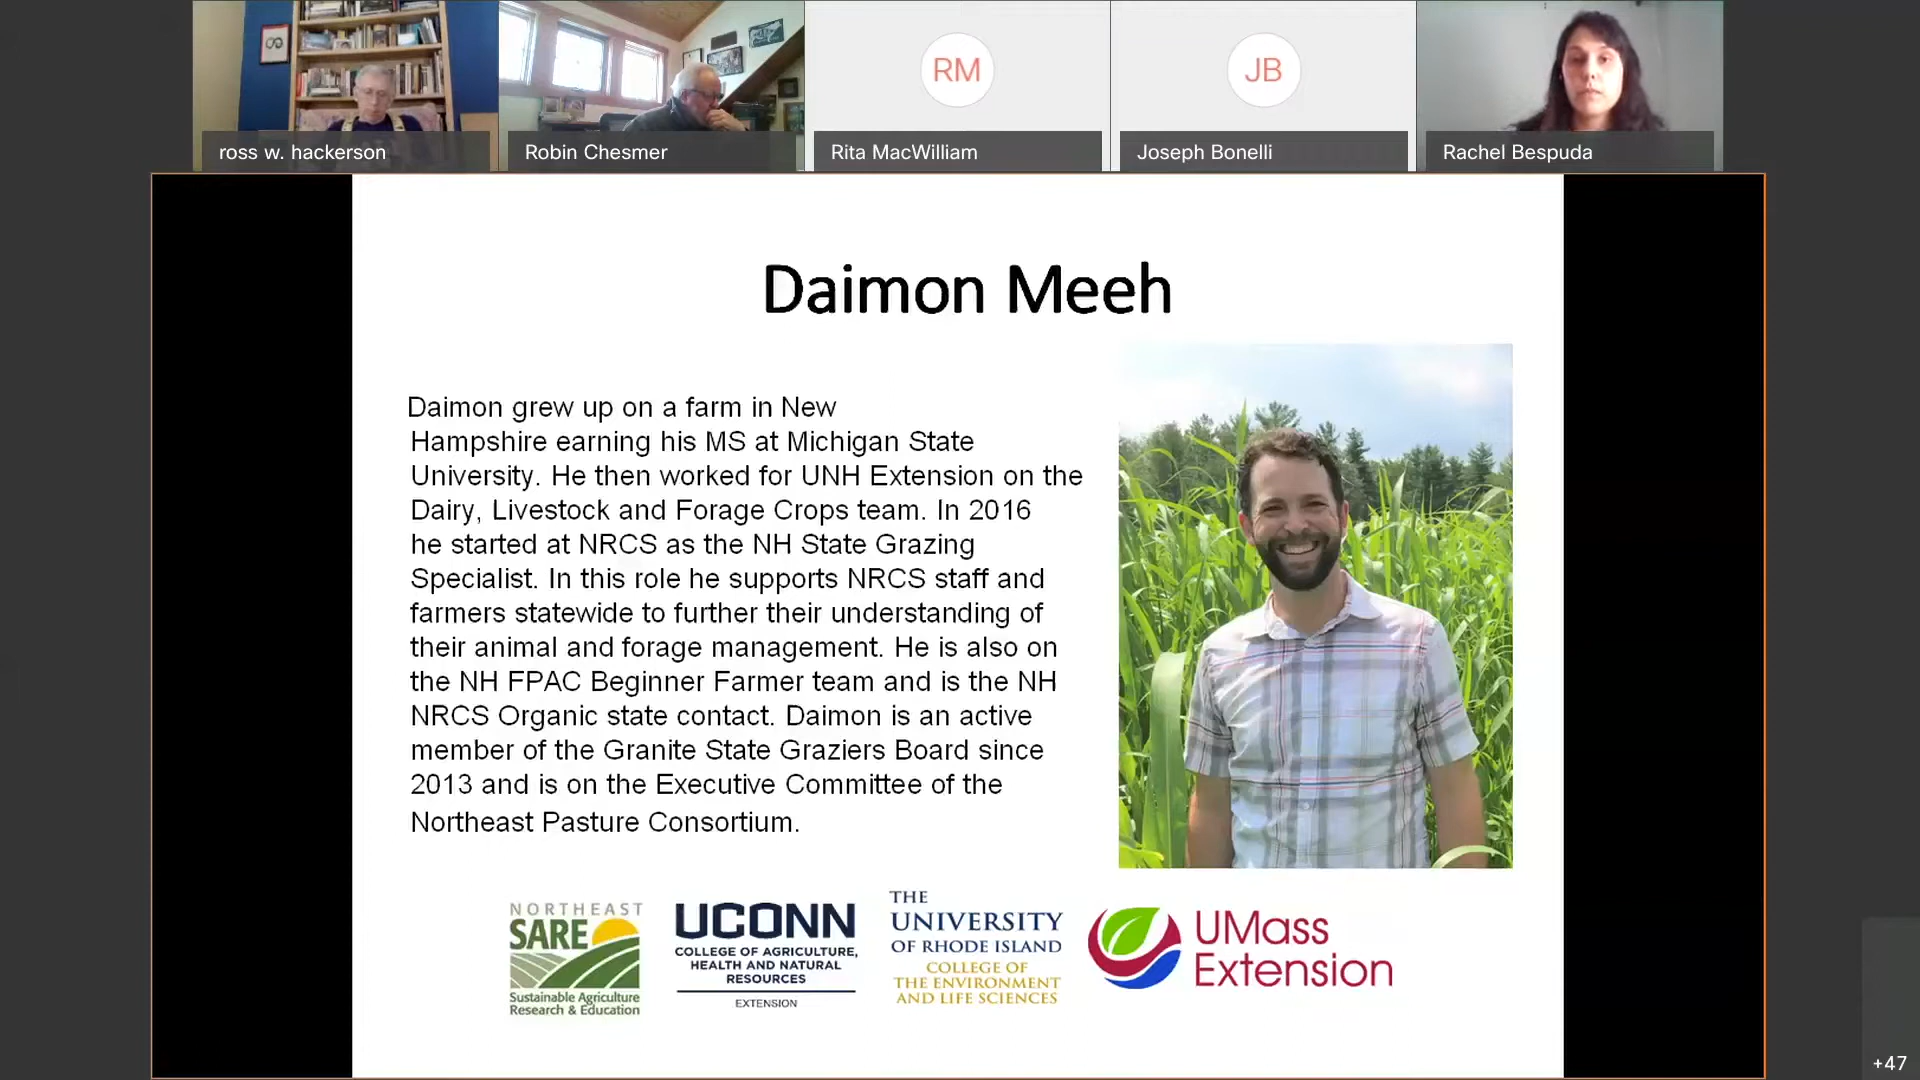 RM
JB
ross w. hackerson
Robin Chesmer
Rita MacWilliam
Joseph Bonelli
Rachel Bespuda
Daimon Meeh
Daimon grew up on a farm in New
Hampshire earning his MS at Michigan State
University. He then worked for UNH Extension on the
Dairy, Livestock and Forage Crops team. In 2016
he started at NRCS as the NH State Grazing
Specialist. In this role he supports NRCS staff and
farmers statewide to further their understanding of
their animal and forage management. He is also on
the NH FPAC Beginner Farmer team and is the NH
NRCS Organic state contact. Daimon is an active
member of the Granite State Graziers Board since
2013 and is on the Executive Committee of the
Northeast Pasture Consortium.
NORTHEAST
SARE
Sustainable Agriculture
Research & Education
UCONN
COLLEGE OF AGRICULTURE,
HEALTH AND NATURAL
RESOURCES
EXTENSION
THE
UNIVERSITY
OF RHODE ISLAND
COLLEGE OF
THE ENVIRONMENT
AND LIFE SCIENCES
UMass
Extension
+47